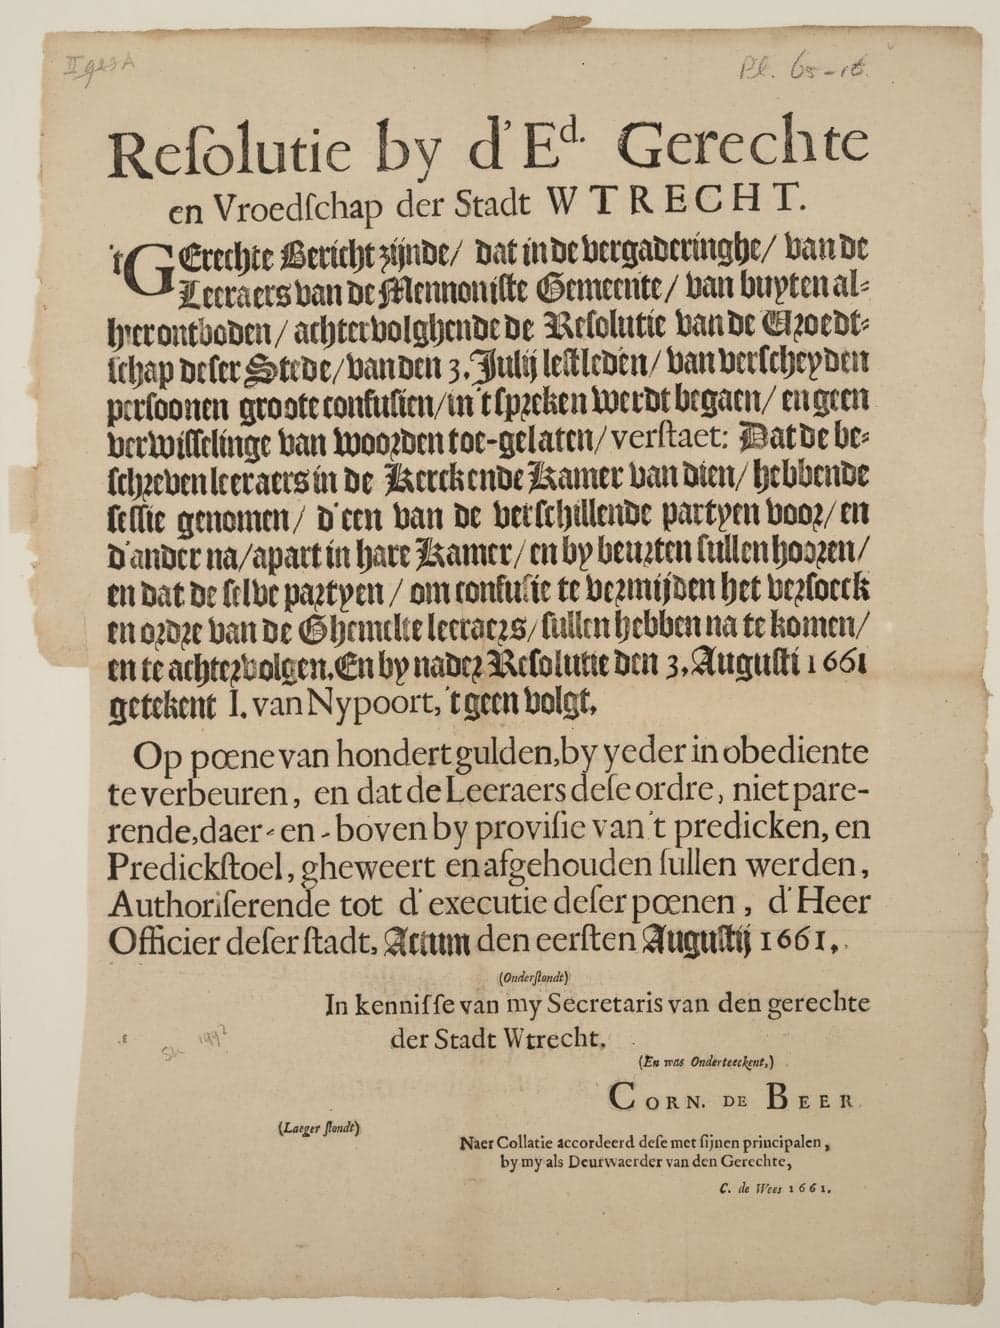 Pl. 65-16.
Reſolutie by d'Ed. Gerechte
en Vroedſchap der Stadt WTRECHT.
't GErechte Bericht zijnde/ dat in de vergaderinghe/ van de
Leeraers van de Mennoniſte Gemeente/ van buyten al-
hier ontboden/ achtervolghende de Reſolutie van de Vroedt-
ſchap deſer Stede/ van den 3. Julij leſtleden/ van verſcheyden
perſoonen groote confuſien/ in 't ſpreken werdt begaen/ en geen
verwiſſelinge van woorden toe-gelaten/ verſtaet: Dat de be-
ſchreven leeraers in de Kerck ende Kamer van dien/ hebbende
ſeſſie genomen/ d'een van de verſchillende partyen voor/ en
d'ander na/ apart in hare Kamer/ en by beurten ſullen hooren/
en dat de ſelve partyen/ om confuſie te vermijden het verſoeck
en ordre van de Ghemelte leeraers/ ſullen hebben na te komen/
en te achtervolgen. En by nader Reſolutie den 3. Auguſti 1661
getekent I. van Nypoort, 't geen volgt.
Op pœne van hondert gulden, by yeder in obediente
te verbeuren, en dat de Leeraers deſe ordre, niet pare-
rende, daer-en-boven by proviſie van 't predicken, en
Predickſtoel, gheweert en afgehouden ſullen werden,
Authoriſerende tot d'executie deſer pœnen, d'Heer
Officier deſer ſtadt. Actum den eerſten Auguſtij 1661.
(Onderſtondt)
In kenniſſe van my Secretaris van den gerechte
der Stadt Wtrecht.
(En was Onderteeckent,)
CORN. DE BEER
(Laeger ſtondt)
Naer Collatie accordeerd deſe met ſijnen principalen,
by my als Deurwaerder van den Gerechte,
C. de Wees 1661.